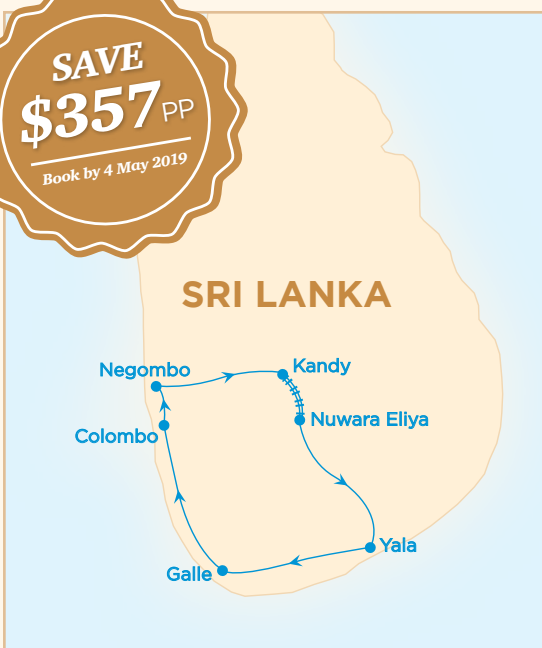 SAVE
$357 PP
Book by 4 May 2019
SRI LANKA
Negombo
Kandy
Nuwara Eliya
Colombo
Yala
Galle